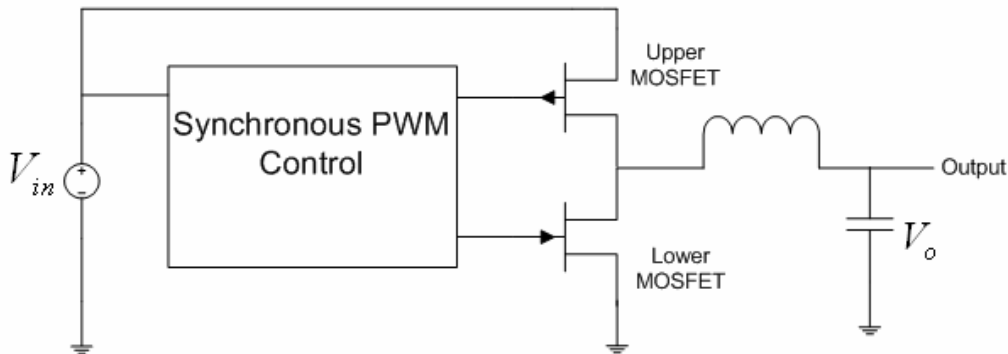 Upper
MOSFET
Synchronous PWM
Control
V_in
+
−
Output
V_o
Lower
MOSFET